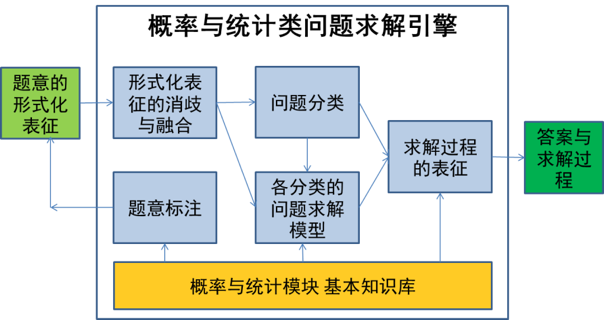 概率与统计类问题求解引擎
题意的
形式化
表征
形式化表
征的消歧
与融合
问题分类
求解过程
的表征
答案与
求解过
程
题意标注
各分类的
问题求解
模型
概率与统计模块 基本知识库